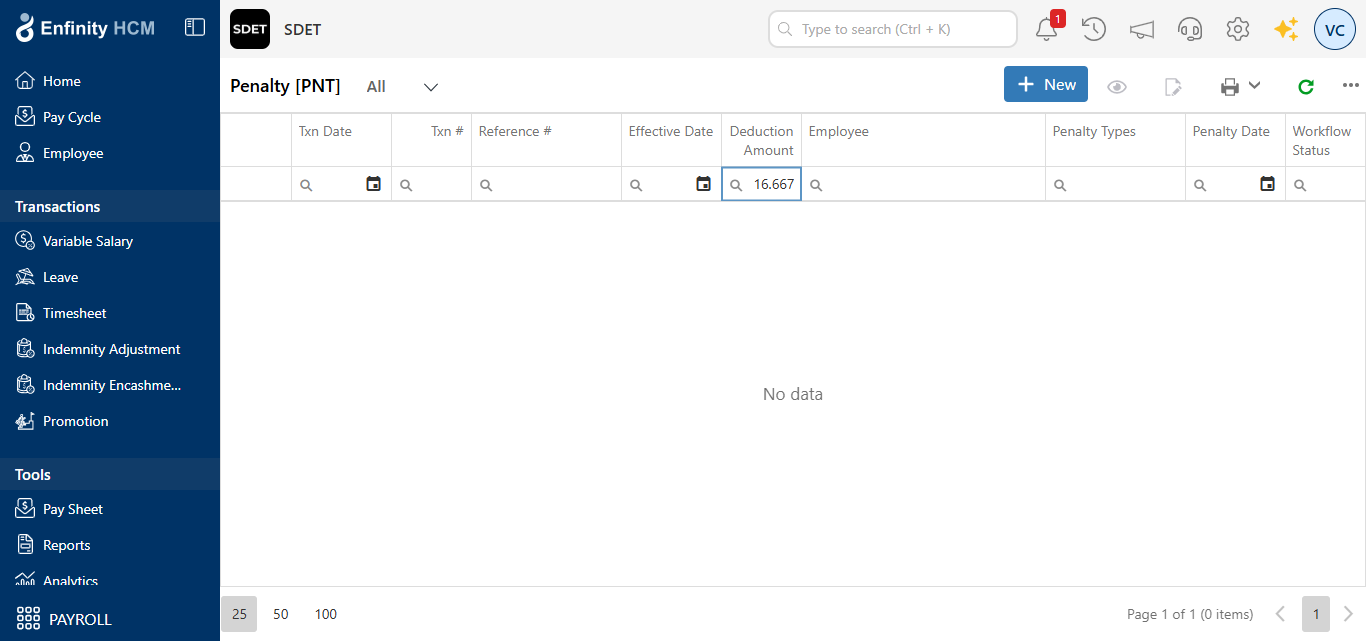 Enfinity HCM
SDET
SDET
Type to search (Ctrl + K)
1
VC
Home
Pay Cycle
Employee
Transactions
Variable Salary
Leave
Timesheet
Indemnity Adjustment
Indemnity Encashme...
Promotion
Tools
Pay Sheet
Reports
Analytics
PAYROLL
Penalty [PNT]
All
New
Txn Date
Txn #
Reference #
Effective Date
Deduction
Amount
Employee
Penalty Types
Penalty Date
Workflow
Status
16.667
No data
25
50
100
Page 1 of 1 (0 items)
1